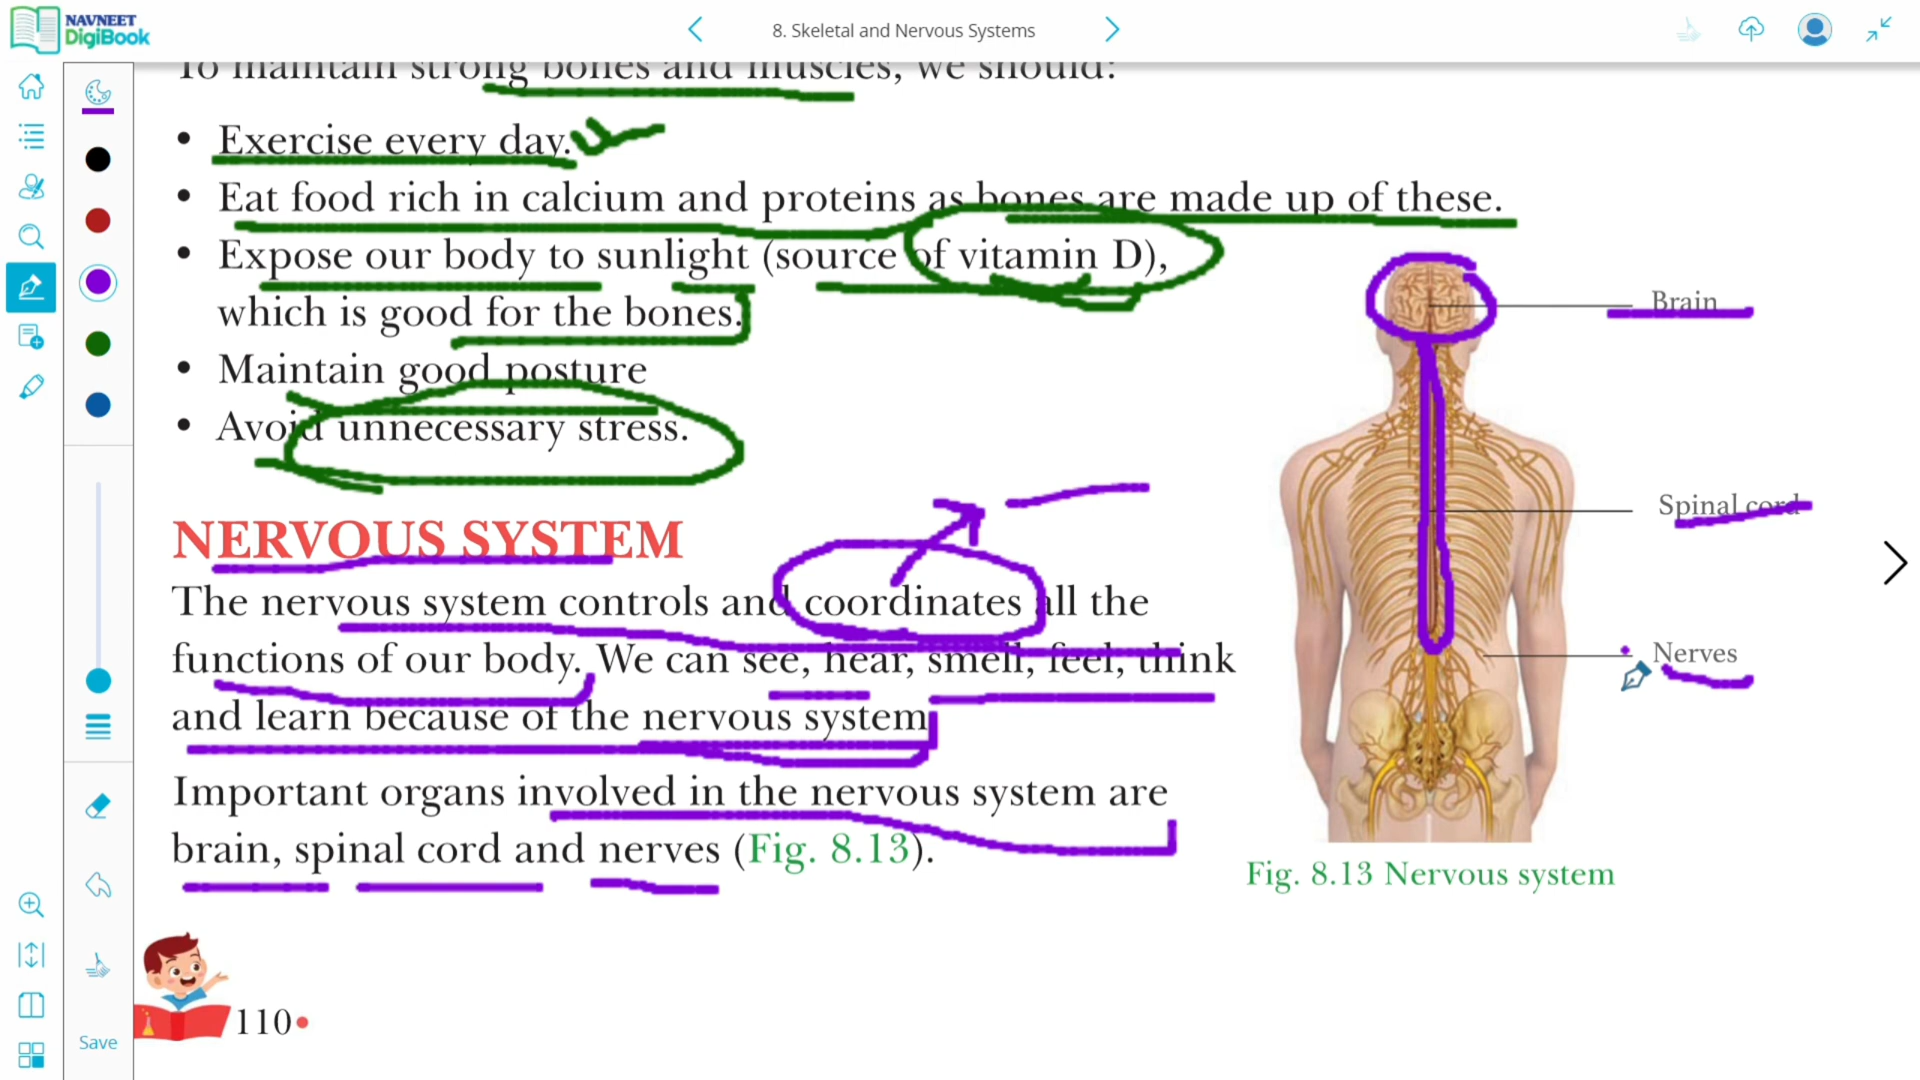 NAVNEET
DigiBook
8. Skeletal and Nervous Systems
To maintain strong bones and muscles, we should:
• Exercise every day.
• Eat food rich in calcium and proteins as bones are made up of these.
• Expose our body to sunlight (source of vitamin D),
which is good for the bones.
• Maintain good posture
• Avoid unnecessary stress.
NERVOUS SYSTEM
The nervous system controls and coordinates all the
functions of our body. We can see, hear, smell, feel, think
and learn because of the nervous system
Important organs involved in the nervous system are
brain, spinal cord and nerves (Fig. 8.13).
Brain
Spinal cord
Nerves
Fig. 8.13 Nervous system
110
Save